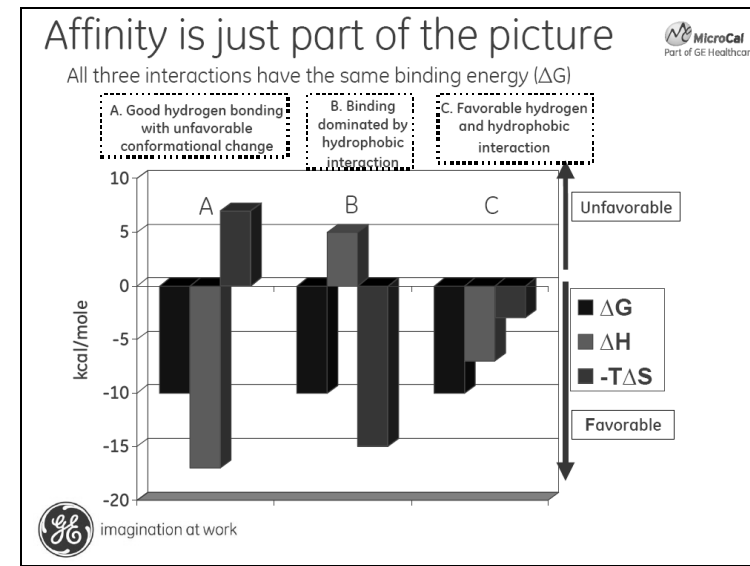 Affinity is just part of the picture
MicroCal
Part of GE Healthcar
All three interactions have the same binding energy (ΔG)
A. Good hydrogen bonding
with unfavorable
conformational change
B. Binding
dominated by
hydrophobic
interaction
C. Favorable hydrogen
and hydrophobic
interaction
10
5
0
-5
-10
-15
-20
kcal/mole
A
B
C
Unfavorable
ΔG
ΔH
-TΔS
Favorable
GE
imagination at work